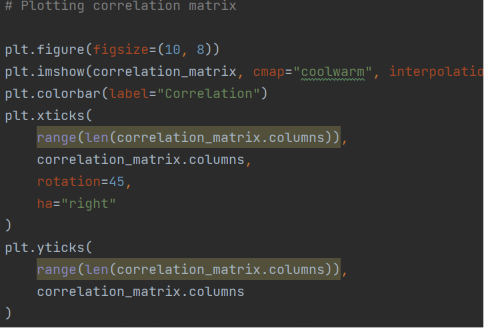 # Plotting correlation matrix
plt.figure(figsize=(10, 8))
plt.imshow(correlation_matrix, cmap="coolwarm", interpolatio
plt.colorbar(label="Correlation")
plt.xticks(
range(len(correlation_matrix.columns)),
correlation_matrix.columns,
rotation=45,
ha="right"
)
plt.yticks(
range(len(correlation_matrix.columns)),
correlation_matrix.columns
)